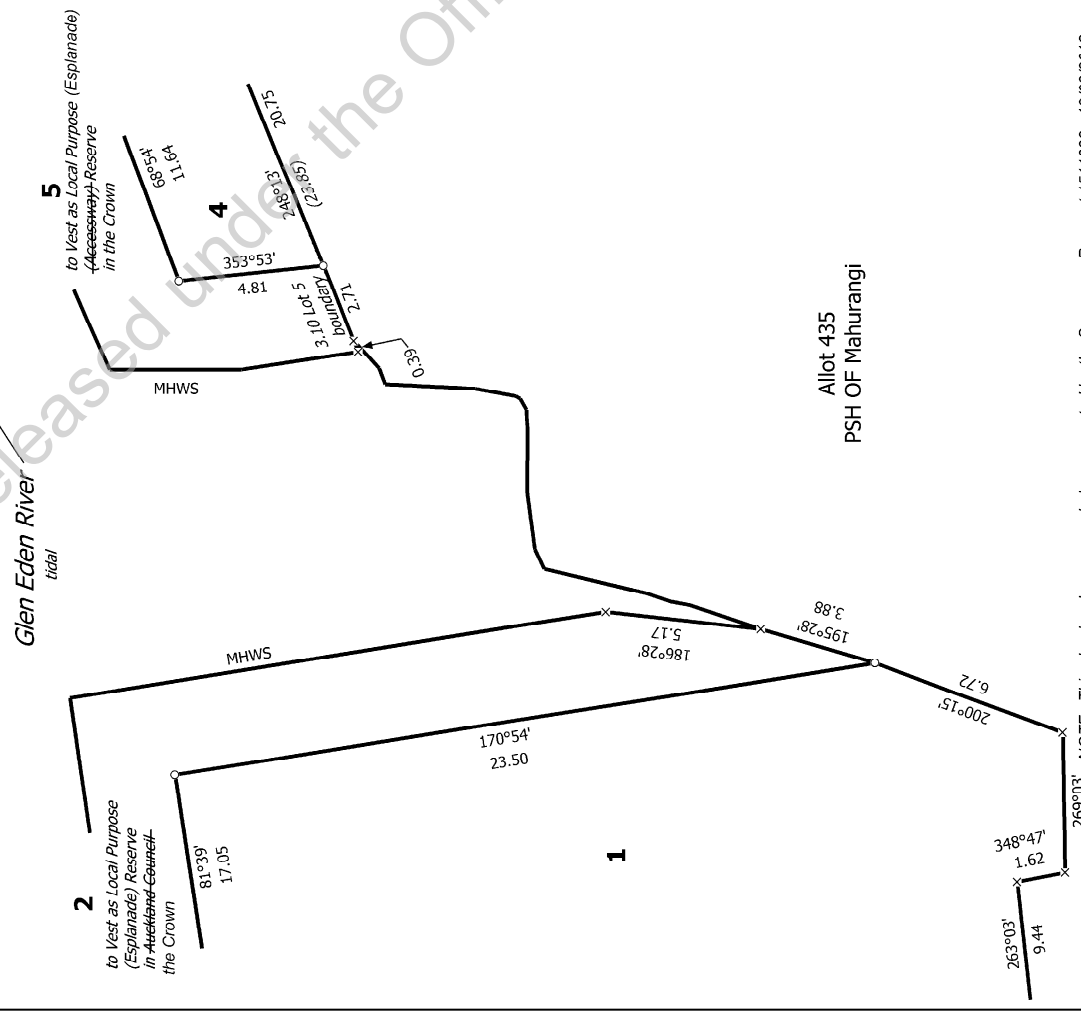 Released under the Offi
5
to Vest as Local Purpose (Esplanade)
(Accessway) Reserve
in the Crown
68°54'
11.64
4
20.75
248°13'
(23.85)
353°53'
4.81
3.10 Lot 5
boundary
2.71
0.39
MHWS
Glen Eden River
tidal
Allot 435
PSH OF Mahurangi
MHWS
5.17
186°28'
3.88
195°28'
6.72
200°15'
170°54'
23.50
2
to Vest as Local Purpose
(Esplanade) Reserve
in Auckland Council
the Crown
81°39'
17.05
1
348°47'
1.62
269°03'
263°03'
9.44